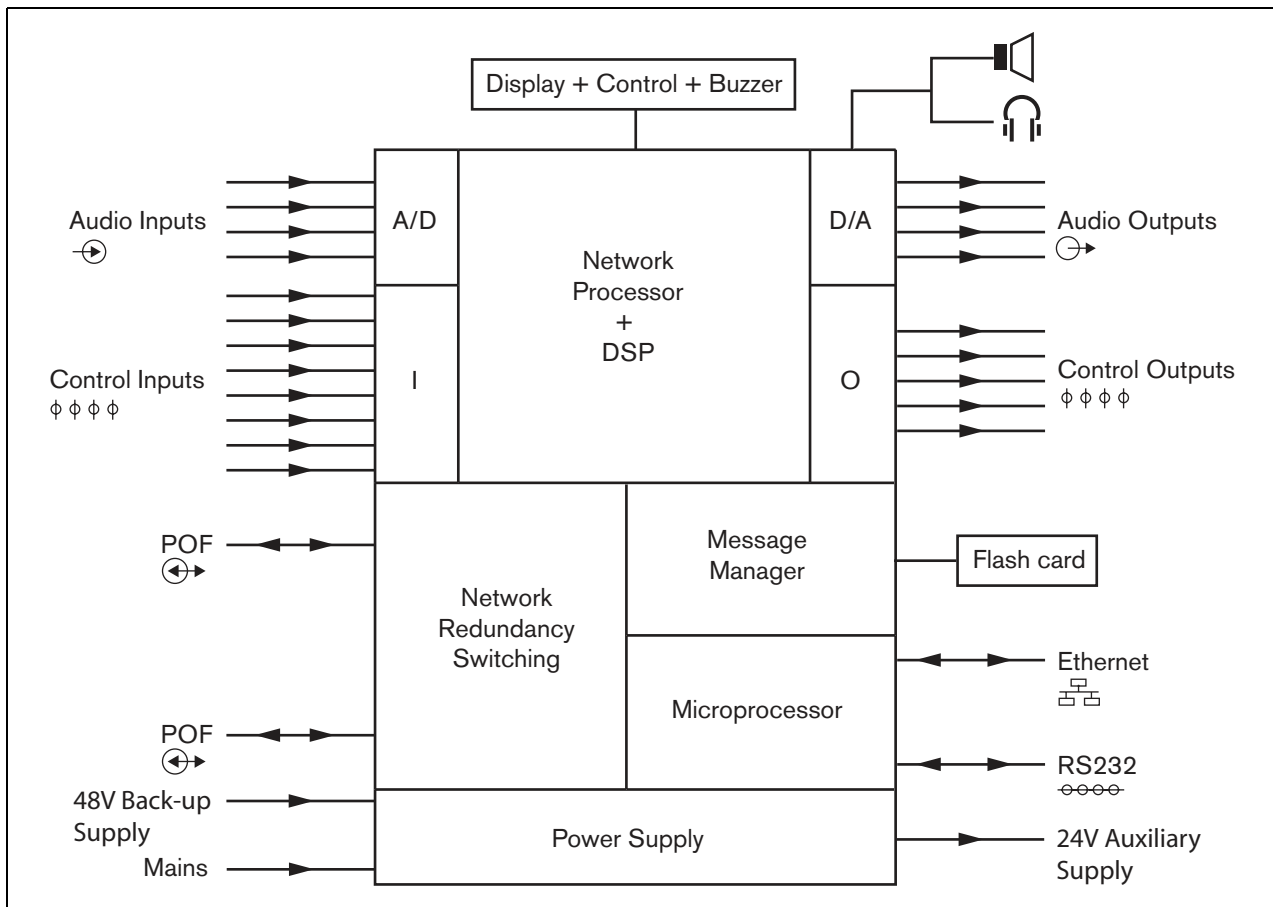 Display + Control + Buzzer
Audio Inputs
A/D
D/A
Audio Outputs
Network
Processor
+
DSP
Control Inputs
I
O
Control Outputs
POF
Message
Manager
Flash card
Network
Redundancy
Switching
Ethernet
Microprocessor
POF
RS232
48V Back-up
Supply
Power Supply
24V Auxiliary
Supply
Mains